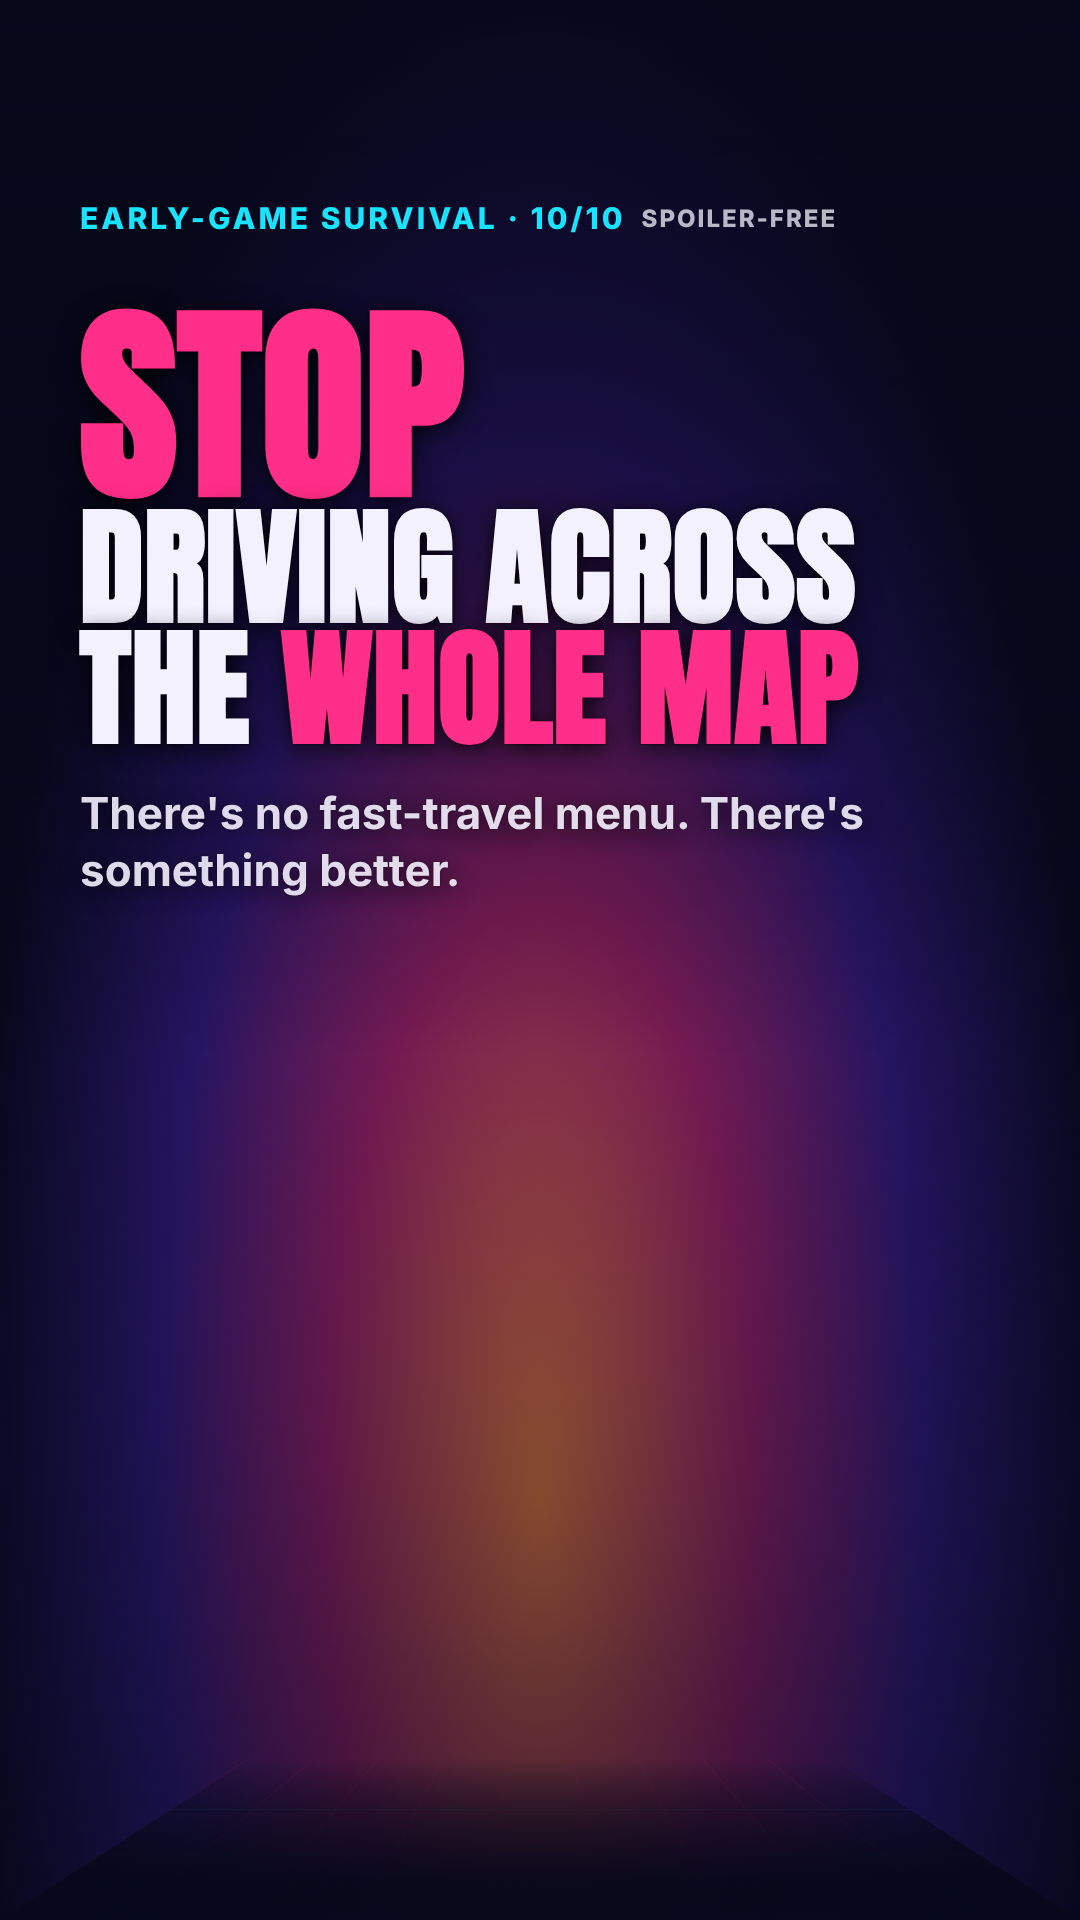 EARLY-GAME SURVIVAL · 10/10 SPOILER-FREE
STOP
DRIVING ACROSS
THE WHOLE MAP
There's no fast-travel menu. There's
something better.